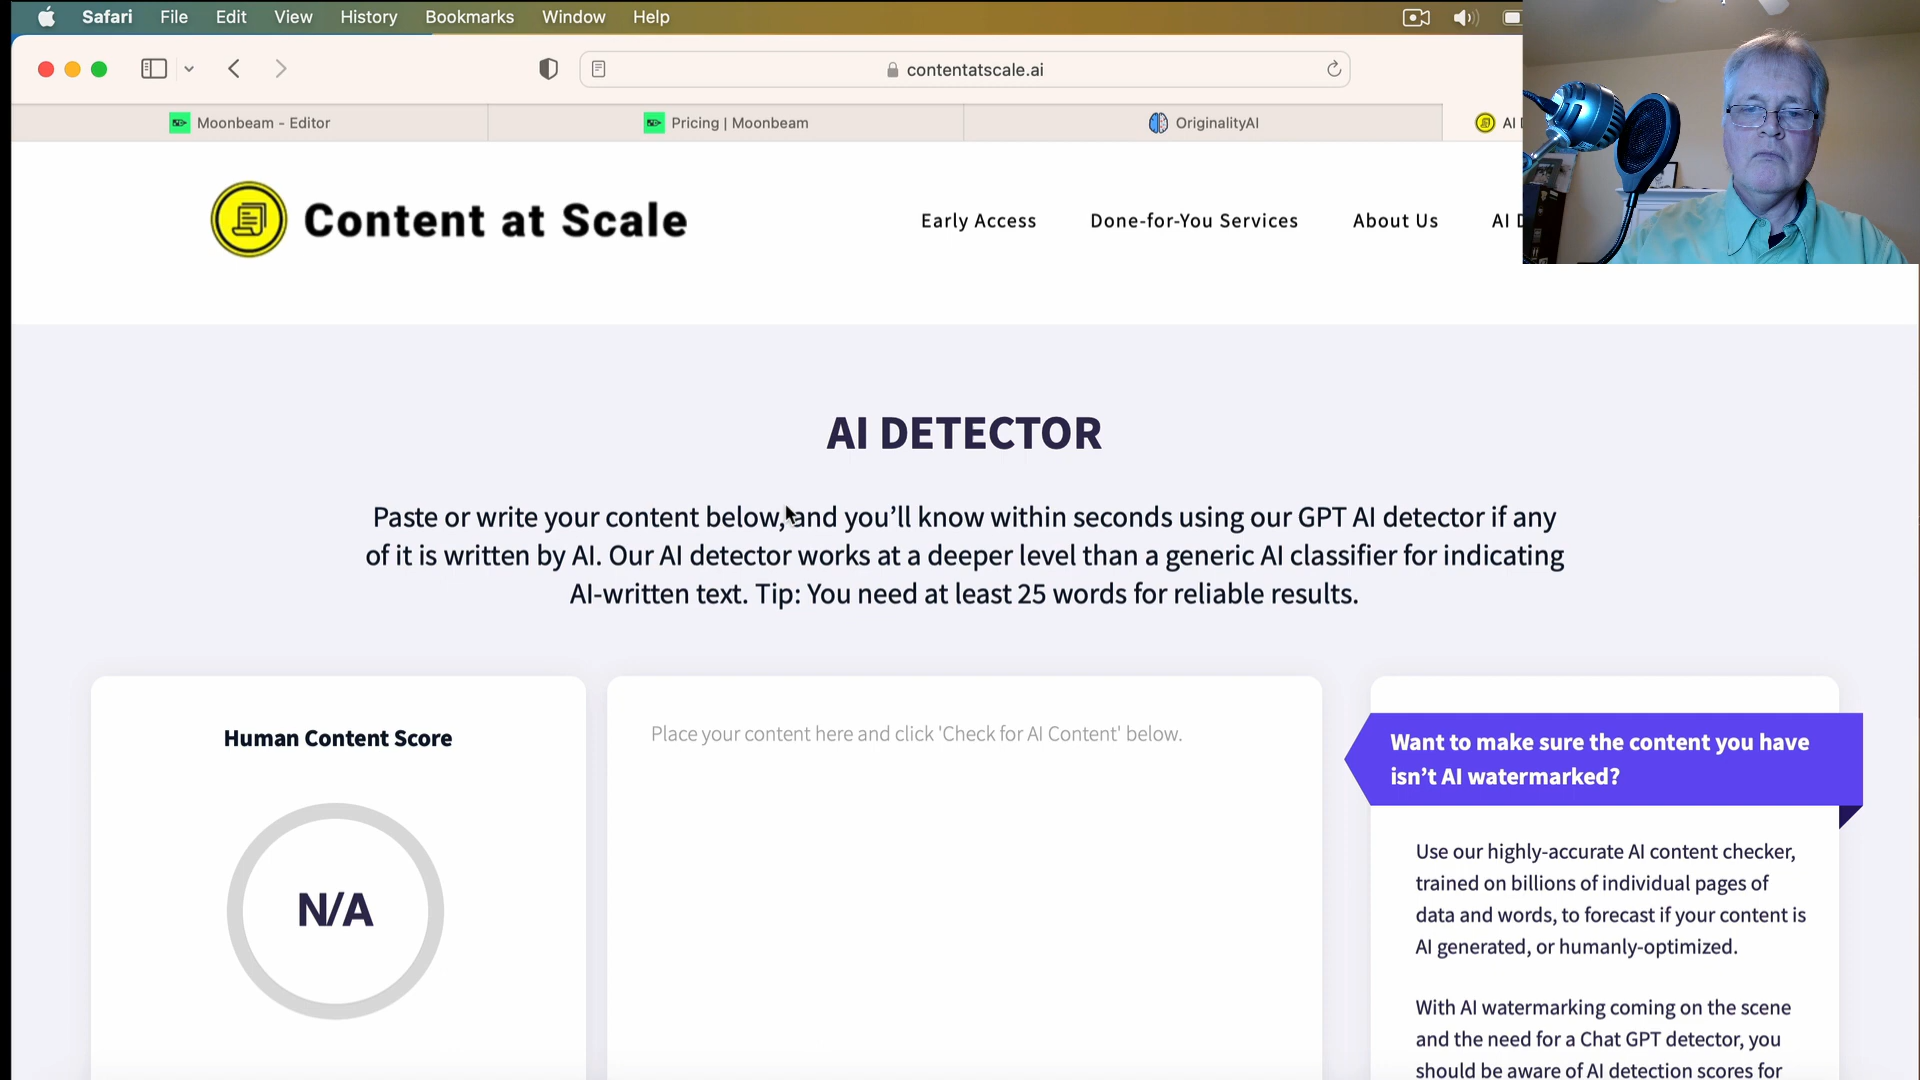 Safari File Edit View History Bookmarks Window Help
contentatscale.ai
Moonbeam - Editor
Pricing | Moonbeam
OriginalityAI
AI
Content at Scale
Early Access
Done-for-You Services
About Us
AI
AI DETECTOR
Paste or write your content below, and you’ll know within seconds using our GPT AI detector if any
of it is written by AI. Our AI detector works at a deeper level than a generic AI classifier for indicating
AI-written text. Tip: You need at least 25 words for reliable results.
Human Content Score
N/A
Place your content here and click 'Check for AI Content' below.
Want to make sure the content you have
isn’t AI watermarked?
Use our highly-accurate AI content checker,
trained on billions of individual pages of
data and words, to forecast if your content is
AI generated, or humanly-optimized.
With AI watermarking coming on the scene
and the need for a Chat GPT detector, you
should be aware of AI detection scores for